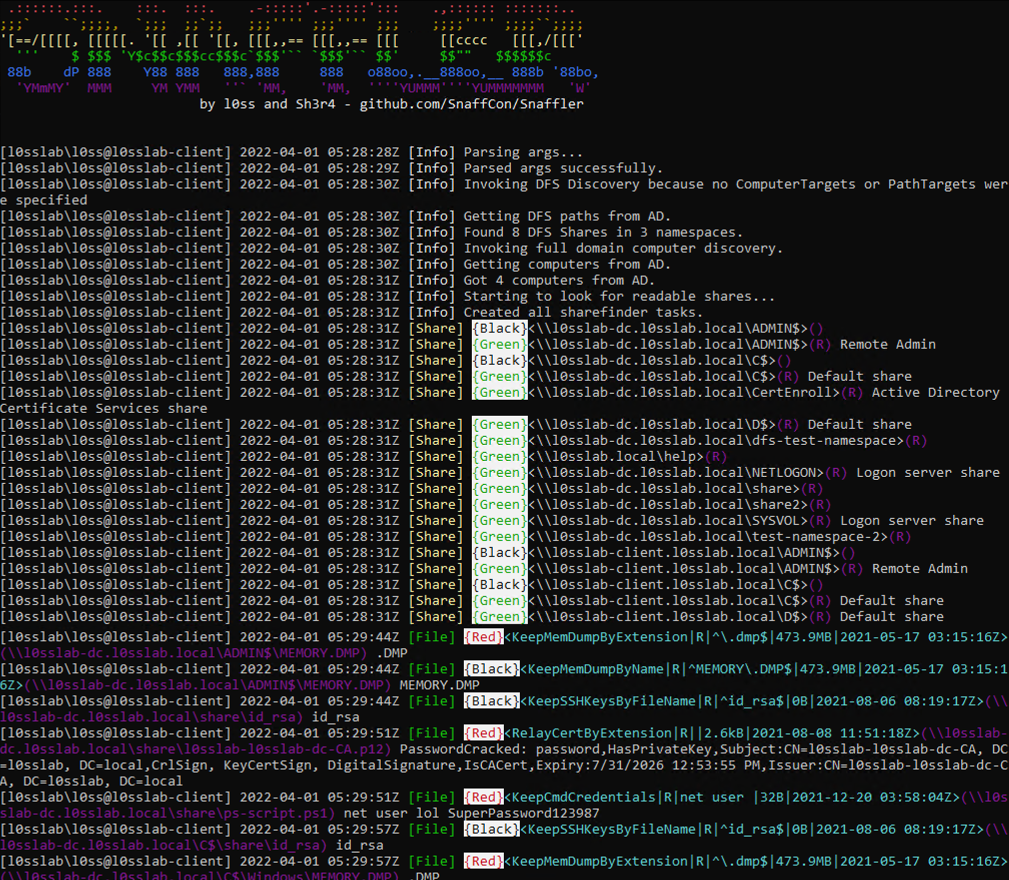 .::::::.:::.    :::.  :::.    .-:::::'.-:::::':::    .,:::::: :::::::..
;;;`    ``;;;;,  `;;;  ;;`;;   ;;;'''' ;;;'''' ;;;    ;;;;'''' ;;;;``;;;;
'[==/[[[[, [[[[[. '[[ ,[[ '[[, [[[,,== [[[,,== [[[     [[cccc   [[[,/[[['
'''    $ $$$ 'Y$c$$c$$$cc$$$c`$$$'`` `$$$'`` $$'     $$""   $$$$$$c
88b    dP 888    Y88 888   888,888     888   o88oo,.__888oo,__ 888b '88bo,
'YMmMY'  MMM     YM YMM   ''` 'MM,     'MM,  ''''YUMMM''''YUMMMMMMM   'W'
by l0ss and Sh3r4 - github.com/SnaffCon/Snaffler
[l0sslab\l0ss@l0sslab-client] 2022-04-01 05:28:28Z [Info] Parsing args...
[l0sslab\l0ss@l0sslab-client] 2022-04-01 05:28:29Z [Info] Parsed args successfully.
[l0sslab\l0ss@l0sslab-client] 2022-04-01 05:28:30Z [Info] Invoking DFS Discovery because no ComputerTargets or PathTargets wer
e specified
[l0sslab\l0ss@l0sslab-client] 2022-04-01 05:28:30Z [Info] Getting DFS paths from AD.
[l0sslab\l0ss@l0sslab-client] 2022-04-01 05:28:30Z [Info] Found 8 DFS Shares in 3 namespaces.
[l0sslab\l0ss@l0sslab-client] 2022-04-01 05:28:30Z [Info] Invoking full domain computer discovery.
[l0sslab\l0ss@l0sslab-client] 2022-04-01 05:28:30Z [Info] Getting computers from AD.
[l0sslab\l0ss@l0sslab-client] 2022-04-01 05:28:31Z [Info] Got 4 computers from AD.
[l0sslab\l0ss@l0sslab-client] 2022-04-01 05:28:31Z [Info] Starting to look for readable shares...
[l0sslab\l0ss@l0sslab-client] 2022-04-01 05:28:31Z [Info] Created all sharefinder tasks.
[l0sslab\l0ss@l0sslab-client] 2022-04-01 05:28:31Z [Share] {Black}<\\l0sslab-dc.l0sslab.local\ADMIN$>()
[l0sslab\l0ss@l0sslab-client] 2022-04-01 05:28:31Z [Share] {Green}<\\l0sslab-dc.l0sslab.local\ADMIN$>(R) Remote Admin
[l0sslab\l0ss@l0sslab-client] 2022-04-01 05:28:31Z [Share] {Black}<\\l0sslab-dc.l0sslab.local\C$>()
[l0sslab\l0ss@l0sslab-client] 2022-04-01 05:28:31Z [Share] {Green}<\\l0sslab-dc.l0sslab.local\C$>(R) Default share
[l0sslab\l0ss@l0sslab-client] 2022-04-01 05:28:31Z [Share] {Green}<\\l0sslab-dc.l0sslab.local\CertEnroll>(R) Active Directory
Certificate Services share
[l0sslab\l0ss@l0sslab-client] 2022-04-01 05:28:31Z [Share] {Green}<\\l0sslab-dc.l0sslab.local\D$>(R) Default share
[l0sslab\l0ss@l0sslab-client] 2022-04-01 05:28:31Z [Share] {Green}<\\l0sslab-dc.l0sslab.local\dfs-test-namespace>(R)
[l0sslab\l0ss@l0sslab-client] 2022-04-01 05:28:31Z [Share] {Green}<\\l0sslab.local\help>(R)
[l0sslab\l0ss@l0sslab-client] 2022-04-01 05:28:31Z [Share] {Green}<\\l0sslab-dc.l0sslab.local\NETLOGON>(R) Logon server share
[l0sslab\l0ss@l0sslab-client] 2022-04-01 05:28:31Z [Share] {Green}<\\l0sslab-dc.l0sslab.local\share>(R)
[l0sslab\l0ss@l0sslab-client] 2022-04-01 05:28:31Z [Share] {Green}<\\l0sslab-dc.l0sslab.local\share2>(R)
[l0sslab\l0ss@l0sslab-client] 2022-04-01 05:28:31Z [Share] {Green}<\\l0sslab-dc.l0sslab.local\SYSVOL>(R) Logon server share
[l0sslab\l0ss@l0sslab-client] 2022-04-01 05:28:31Z [Share] {Green}<\\l0sslab-dc.l0sslab.local\test-namespace-2>(R)
[l0sslab\l0ss@l0sslab-client] 2022-04-01 05:28:31Z [Share] {Black}<\\l0sslab-client.l0sslab.local\ADMIN$>()
[l0sslab\l0ss@l0sslab-client] 2022-04-01 05:28:31Z [Share] {Green}<\\l0sslab-client.l0sslab.local\ADMIN$>(R) Remote Admin
[l0sslab\l0ss@l0sslab-client] 2022-04-01 05:28:31Z [Share] {Black}<\\l0sslab-client.l0sslab.local\C$>()
[l0sslab\l0ss@l0sslab-client] 2022-04-01 05:28:31Z [Share] {Green}<\\l0sslab-client.l0sslab.local\C$>(R) Default share
[l0sslab\l0ss@l0sslab-client] 2022-04-01 05:28:31Z [Share] {Green}<\\l0sslab-client.l0sslab.local\D$>(R) Default share
[l0sslab\l0ss@l0sslab-client] 2022-04-01 05:29:44Z [File] {Red}<KeepMemDumpByExtension|R|^\.dmp$|473.9MB|2021-05-17 03:15:16Z>
(\\l0sslab-dc.l0sslab.local\ADMIN$\MEMORY.DMP) .DMP
[l0sslab\l0ss@l0sslab-client] 2022-04-01 05:29:44Z [File] {Black}<KeepMemDumpByName|R|^MEMORY\.DMP$|473.9MB|2021-05-17 03:15:1
6Z>(\\l0sslab-dc.l0sslab.local\ADMIN$\MEMORY.DMP) MEMORY.DMP
[l0sslab\l0ss@l0sslab-client] 2022-04-01 05:29:44Z [File] {Black}<KeepSSHKeysByFileName|R|^id_rsa$|0B|2021-08-06 08:19:17Z>(\\
l0sslab-dc.l0sslab.local\share\id_rsa) id_rsa
[l0sslab\l0ss@l0sslab-client] 2022-04-01 05:29:51Z [File] {Red}<RelayCertByExtension|R||2.6kB|2021-08-08 11:51:18Z>(\\l0sslab-
dc.l0sslab.local\share\l0sslab-l0sslab-dc-CA.p12) PasswordCracked: password,HasPrivateKey,Subject:CN=l0sslab-l0sslab-dc-CA, DC
=l0sslab, DC=local,CrlSign, KeyCertSign, DigitalSignature,IsCACert,Expiry:7/31/2026 12:53:55 PM,Issuer:CN=l0sslab-l0sslab-dc-C
A, DC=l0sslab, DC=local
[l0sslab\l0ss@l0sslab-client] 2022-04-01 05:29:51Z [File] {Red}<KeepCmdCredentials|R|net user |32B|2021-12-20 03:58:04Z>(\\l0s
slab-dc.l0sslab.local\share\ps-script.ps1) net user lol SuperPassword123987
[l0sslab\l0ss@l0sslab-client] 2022-04-01 05:29:57Z [File] {Black}<KeepSSHKeysByFileName|R|^id_rsa$|0B|2021-08-06 08:19:17Z>(\\
l0sslab-dc.l0sslab.local\C$\share\id_rsa) id_rsa
[l0sslab\l0ss@l0sslab-client] 2022-04-01 05:29:57Z [File] {Red}<KeepMemDumpByExtension|R|^\.dmp$|473.9MB|2021-05-17 03:15:16Z>
(\\l0sslab-dc.l0sslab.local\C$\Windows\MEMORY.DMP) .DMP